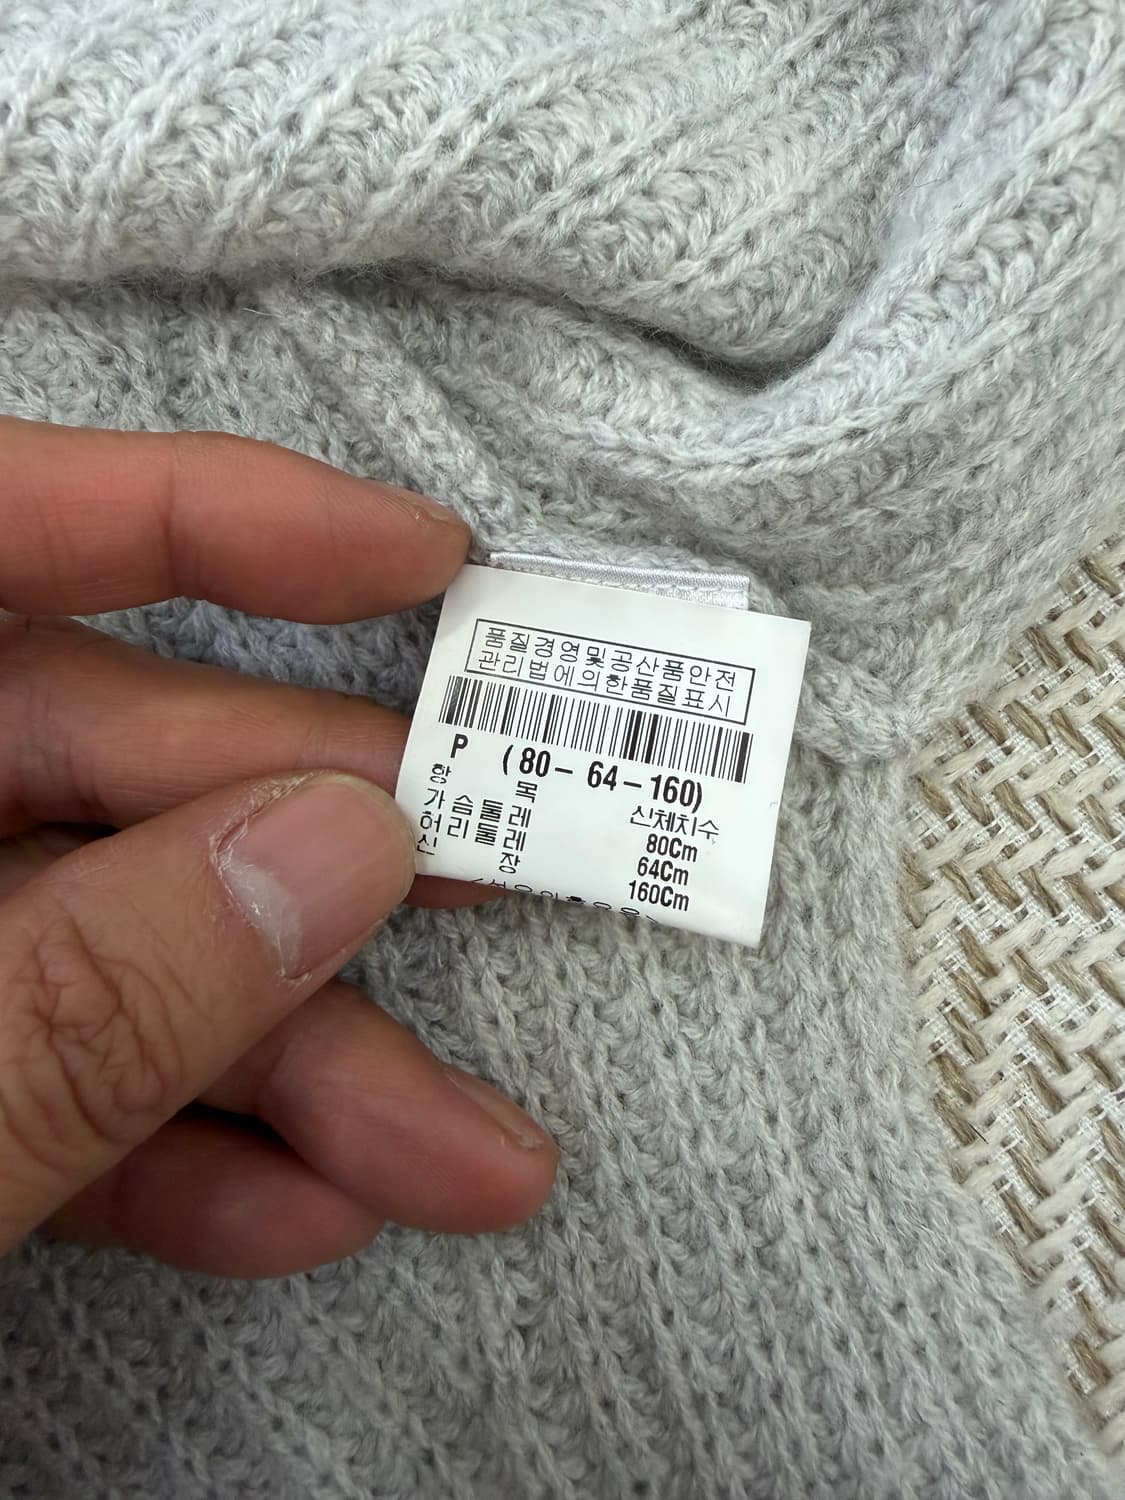 품질경영및공산품안전
관리법에의한품질표시
P (80-64-160)
항 목 신체치수
가슴둘레 80Cm
허리둘레 64Cm
신 장 160Cm